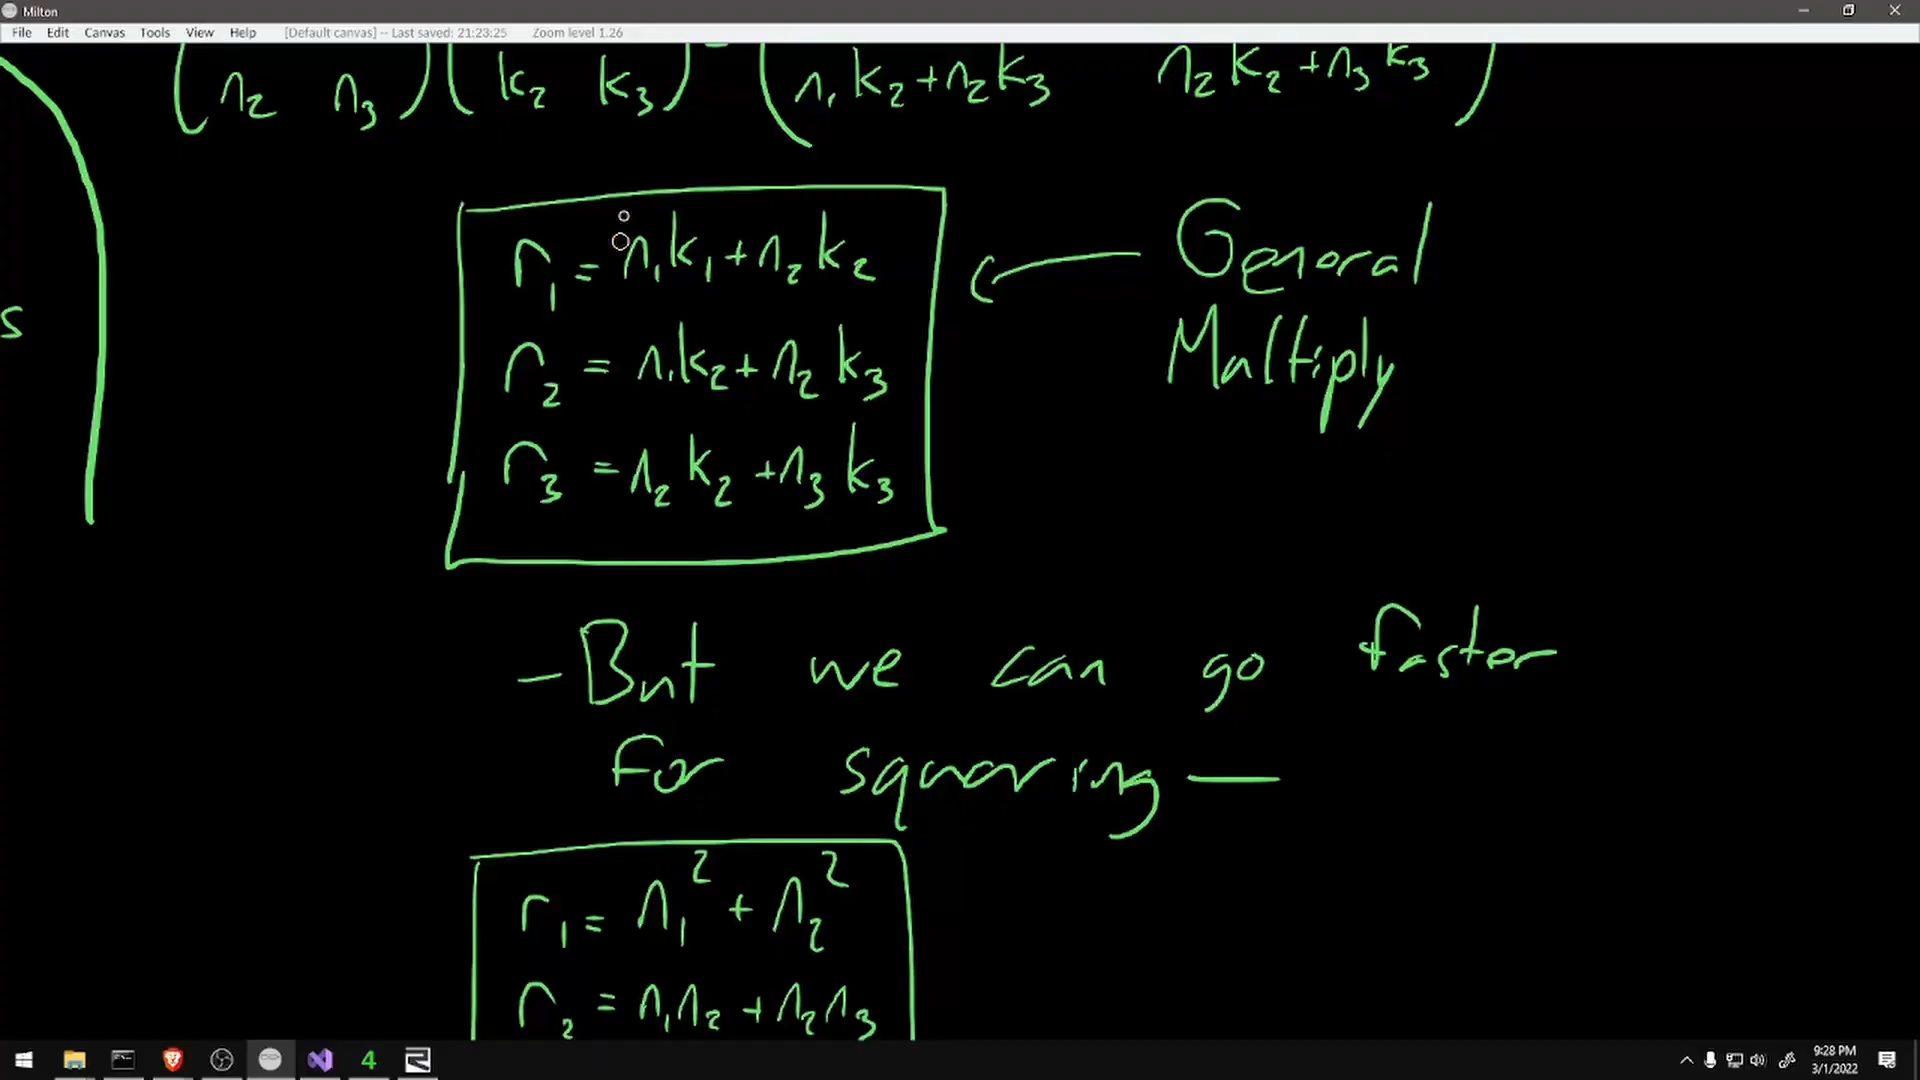 Milton
File Edit Canvas Tools View Help [Default canvas] -- Last saved: 21:23:25 Zoom level 1.26
(n₂ n₃)(k₂ k₃) = (n₁k₂+n₂k₃ n₂k₂+n₃k₃)
r₁ = n₁k₁+n₂k₂
r₂ = n₁k₂+n₂k₃
r₃ = n₂k₂+n₃k₃
General
Multiply
s
- But we can go faster
for squaring —
r₁ = n₁² + n₂²
r₂ = n₁n₂ + n₂n₃
4
9:28 PM
3/1/2022